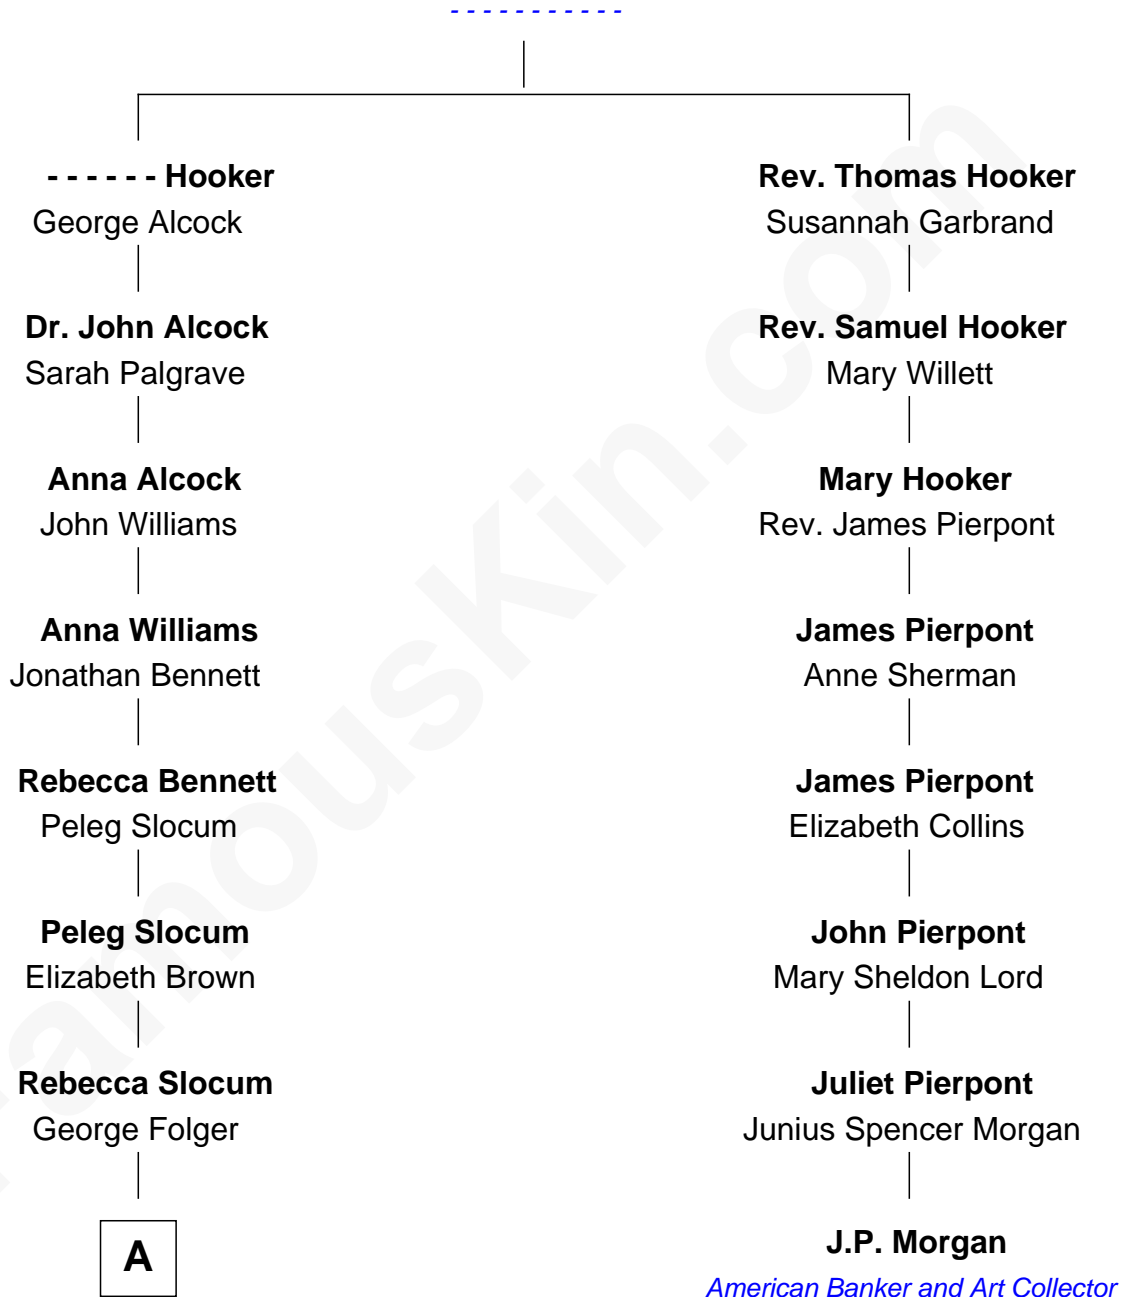 - - - - - - - - - - -
- - - - - - Hooker
George Alcock
Dr. John Alcock
Sarah Palgrave
Anna Alcock
John Williams
Anna Williams
Jonathan Bennett
Rebecca Bennett
Peleg Slocum
Peleg Slocum
Elizabeth Brown
Rebecca Slocum
George Folger
A
Rev. Thomas Hooker
Susannah Garbrand
Rev. Samuel Hooker
Mary Willett
Mary Hooker
Rev. James Pierpont
James Pierpont
Anne Sherman
James Pierpont
Elizabeth Collins
John Pierpont
Mary Sheldon Lord
Juliet Pierpont
Junius Spencer Morgan
J.P. Morgan
American Banker and Art Collector
FamousKin.com